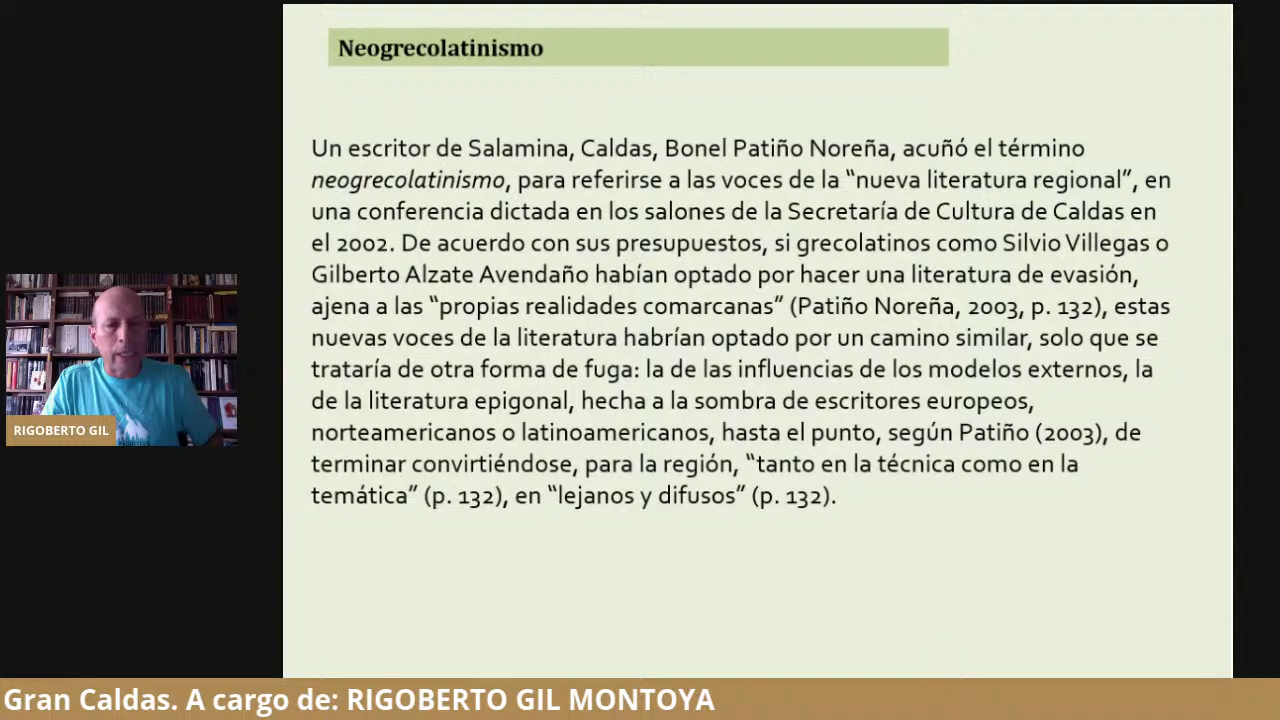 Neogrecolatinismo
Un escritor de Salamina, Caldas, Bonel Patiño Noreña, acuñó el término
neogrecolatinismo, para referirse a las voces de la “nueva literatura regional”, en
una conferencia dictada en los salones de la Secretaría de Cultura de Caldas en
el 2002. De acuerdo con sus presupuestos, si grecolatinos como Silvio Villegas o
Gilberto Alzate Avendaño habían optado por hacer una literatura de evasión,
ajena a las “propias realidades comarcanas” (Patiño Noreña, 2003, p. 132), estas
nuevas voces de la literatura habrían optado por un camino similar, solo que se
trataría de otra forma de fuga: la de las influencias de los modelos externos, la
de la literatura epigonal, hecha a la sombra de escritores europeos,
norteamericanos o latinoamericanos, hasta el punto, según Patiño (2003), de
terminar convirtiéndose, para la región, “tanto en la técnica como en la
temática” (p. 132), en “lejanos y difusos” (p. 132).
RIGOBERTO GIL
Gran Caldas. A cargo de: RIGOBERTO GIL MONTOYA